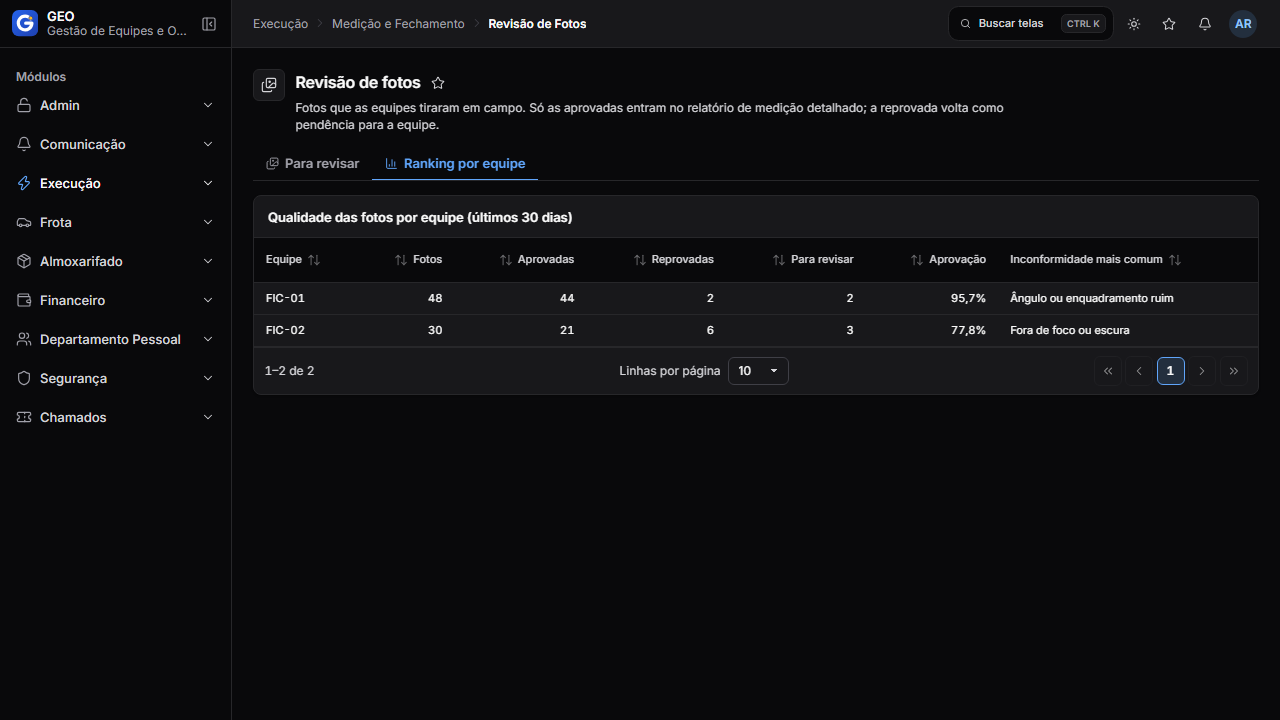 GEO
Gestão de Equipes e O...
Execução
Medição e Fechamento
Revisão de Fotos
Buscar telas
CTRL K
AR
Módulos
Admin
Comunicação
Execução
Frota
Almoxarifado
Financeiro
Departamento Pessoal
Segurança
Chamados
Revisão de fotos
Fotos que as equipes tiraram em campo. Só as aprovadas entram no relatório de medição detalhado; a reprovada volta como
pendência para a equipe.
Para revisar
Ranking por equipe
Qualidade das fotos por equipe (últimos 30 dias)
Equipe Fotos Aprovadas Reprovadas Para revisar Aprovação Inconformidade mais comum
FIC-01 48 44 2 2 95,7% Ângulo ou enquadramento ruim
FIC-02 30 21 6 3 77,8% Fora de foco ou escura
1–2 de 2
Linhas por página 10
« ‹ 1 › »